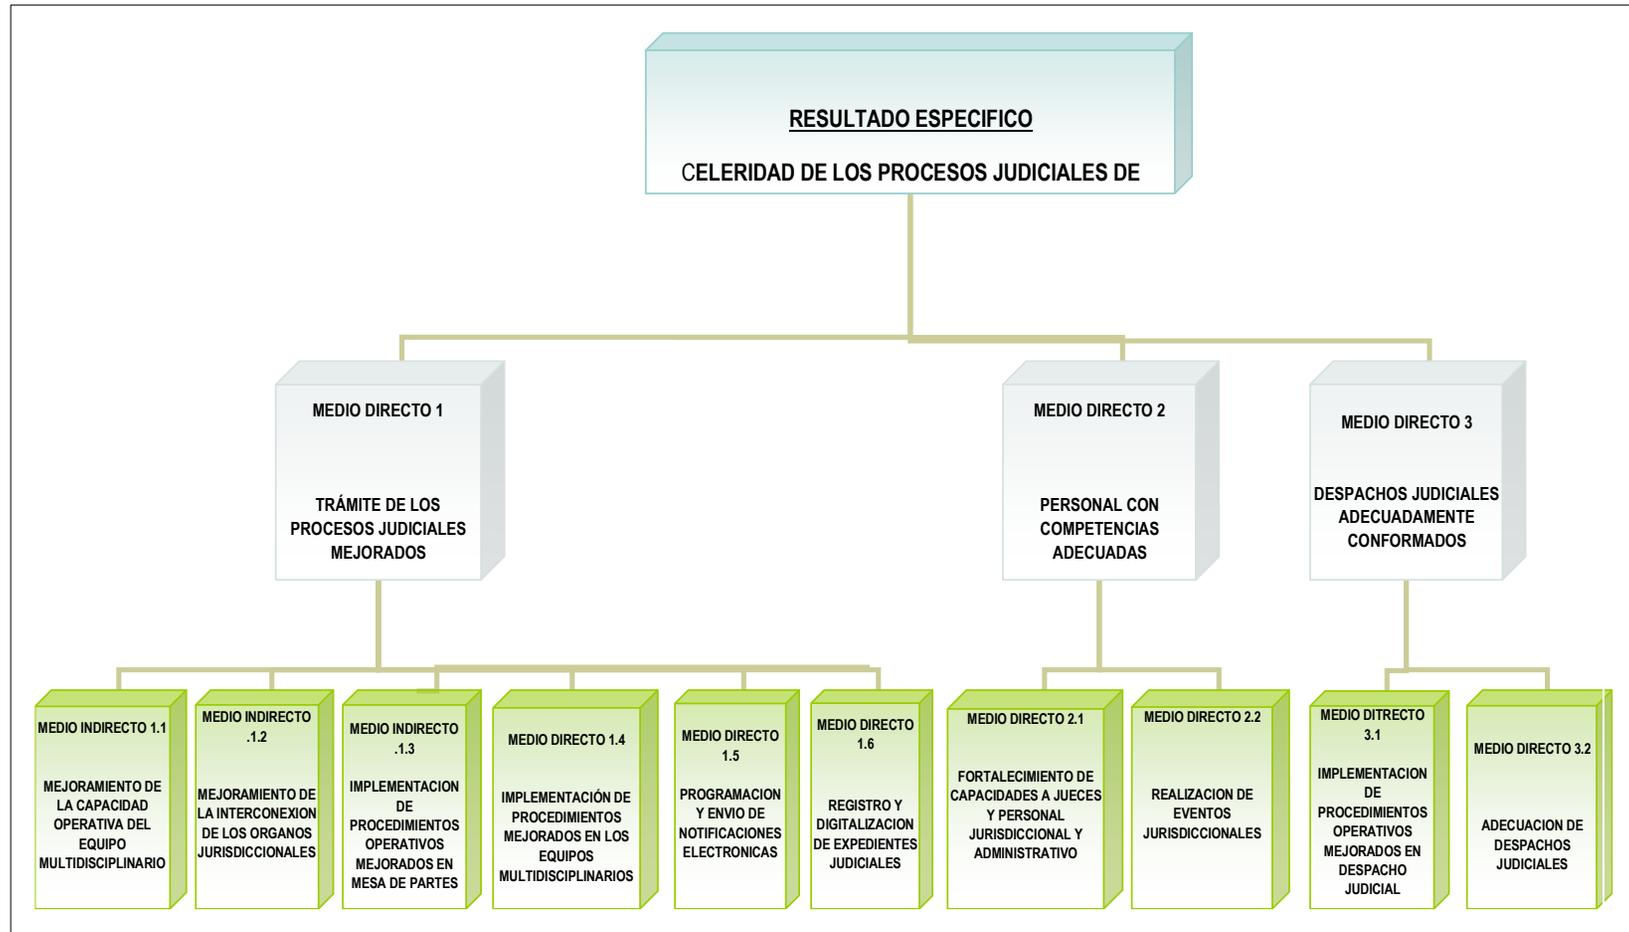 RESULTADO ESPECIFICO
CELERIDAD DE LOS PROCESOS JUDICIALES DE
MEDIO DIRECTO 1
TRÁMITE DE LOS
PROCESOS JUDICIALES
MEJORADOS
MEDIO DIRECTO 2
PERSONAL CON
COMPETENCIAS
ADECUADAS
MEDIO DIRECTO 3
DESPACHOS JUDICIALES
ADECUADAMENTE
CONFORMADOS
MEDIO INDIRECTO 1.1
MEJORAMIENTO DE
LA CAPACIDAD
OPERATIVA DEL
EQUIPO
MULTIDISCIPLINARIO
MEDIO INDIRECTO
.1.2
MEJORAMIENTO DE
LA INTERCONEXION
DE LOS ORGANOS
JURISDICCIONALES
MEDIO INDIRECTO
.1.3
IMPLEMENTACION
DE
PROCEDIMIENTOS
OPERATIVOS
MEJORADOS EN
MESA DE PARTES
MEDIO DIRECTO 1.4
IMPLEMENTACIÓN DE
PROCEDIMIENTOS
MEJORADOS EN LOS
EQUIPOS
MULTIDISCIPLINARIOS
MEDIO DIRECTO
1.5
PROGRAMACION
Y ENVIO DE
NOTIFICACIONES
ELECTRONICAS
MEDIO DIRECTO
1.6
REGISTRO Y
DIGITALIZACION
DE EXPEDIENTES
JUDICIALES
MEDIO DIRECTO 2.1
FORTALECIMIENTO DE
CAPACIDADES A JUECES
Y PERSONAL
JURISDICCIONAL Y
ADMINISTRATIVO
MEDIO DIRECTO 2.2
REALIZACION DE
EVENTOS
JURISDICCIONALES
MEDIO DITRECTO
3.1
IMPLEMENTACION
DE
PROCEDIMIENTOS
OPERATIVOS
MEJORADOS EN
DESPACHO
JUDICIAL
MEDIO DIRECTO 3.2
ADECUACION DE
DESPACHOS
JUDICIALES